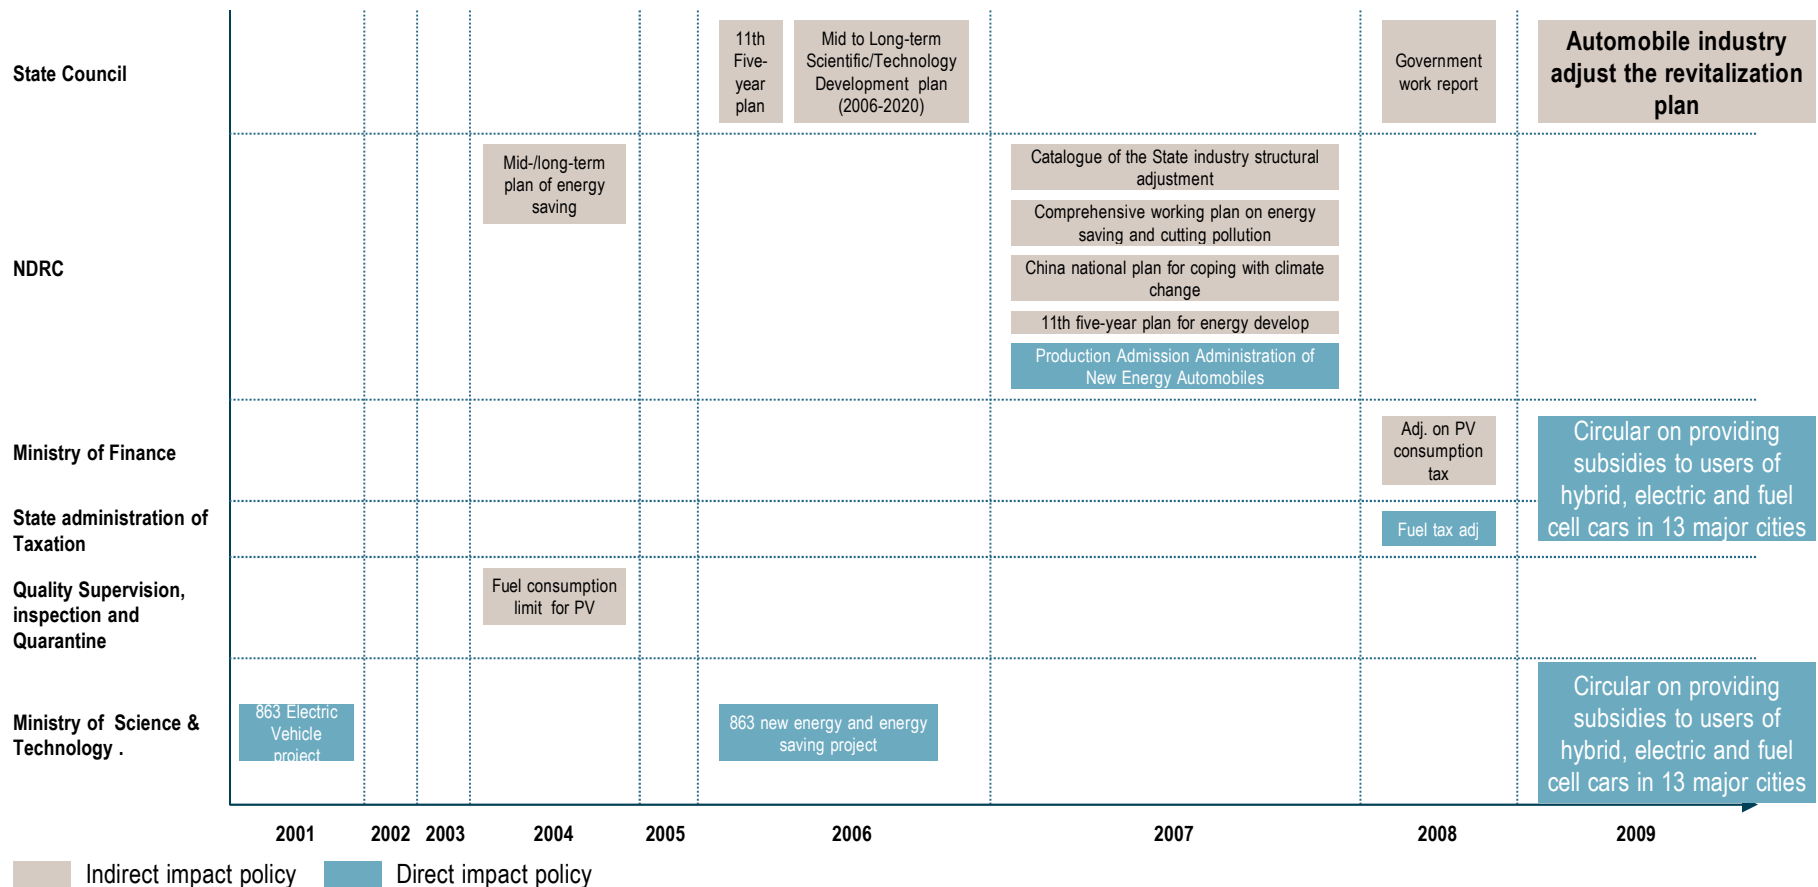 State Council
11th
Five-
year
plan
Mid to Long-term
Scientific/Technology
Development plan
(2006-2020)
Government
work report
Automobile industry
adjust the revitalization
plan
NDRC
Mid-/long-term
plan of energy
saving
Catalogue of the State industry structural
adjustment
Comprehensive working plan on energy
saving and cutting pollution
China national plan for coping with climate
change
11th five-year plan for energy develop
Production Admission Administration of
New Energy Automobiles
Ministry of Finance
Adj. on PV
consumption
tax
Circular on providing
subsidies to users of
hybrid, electric and fuel
cell cars in 13 major cities
State administration of
Taxation
Fuel tax adj
Quality Supervision,
inspection and
Quarantine
Fuel consumption
limit for PV
Ministry of Science &
Technology .
863 Electric
Vehicle
project
863 new energy and energy
saving project
Circular on providing
subsidies to users of
hybrid, electric and fuel
cell cars in 13 major cities
2001 2002 2003 2004 2005 2006 2007 2008 2009
Indirect impact policy
Direct impact policy